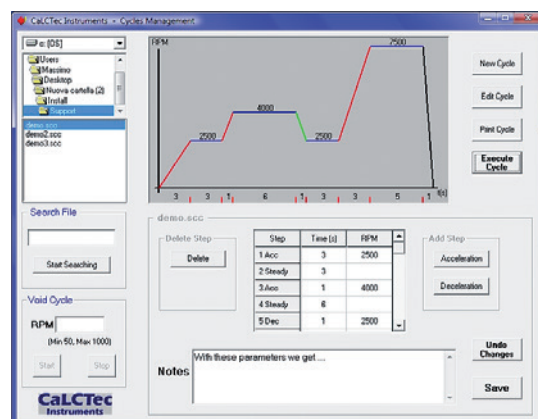 CaLCTec Instruments - Cycles Management
c: [OS]
Users
Massimo
Desktop
Nuova cartella (2)
Install
Support
demo.scc
demo2.scc
demo3.scc
RPM
2500
4000
2500
7500
t(s)
3 3 1 6 1 3 3 5 1
New Cycle
Edit Cycle
Print Cycle
Execute Cycle
Search File
Start Searching
Void Cycle
RPM
(Min 50, Max 1000)
Start Stop
CaLCTec
Instruments
demo.scc
Delete Step
Delete
Step Time [s] RPM
1 Acc 3 2500
2 Steady 3
3 Acc 1 4000
4 Steady 6
5 Dec 1 2500
Add Step
Acceleration
Deceleration
Notes
With these parameters we get ....
Undo Changes
Save